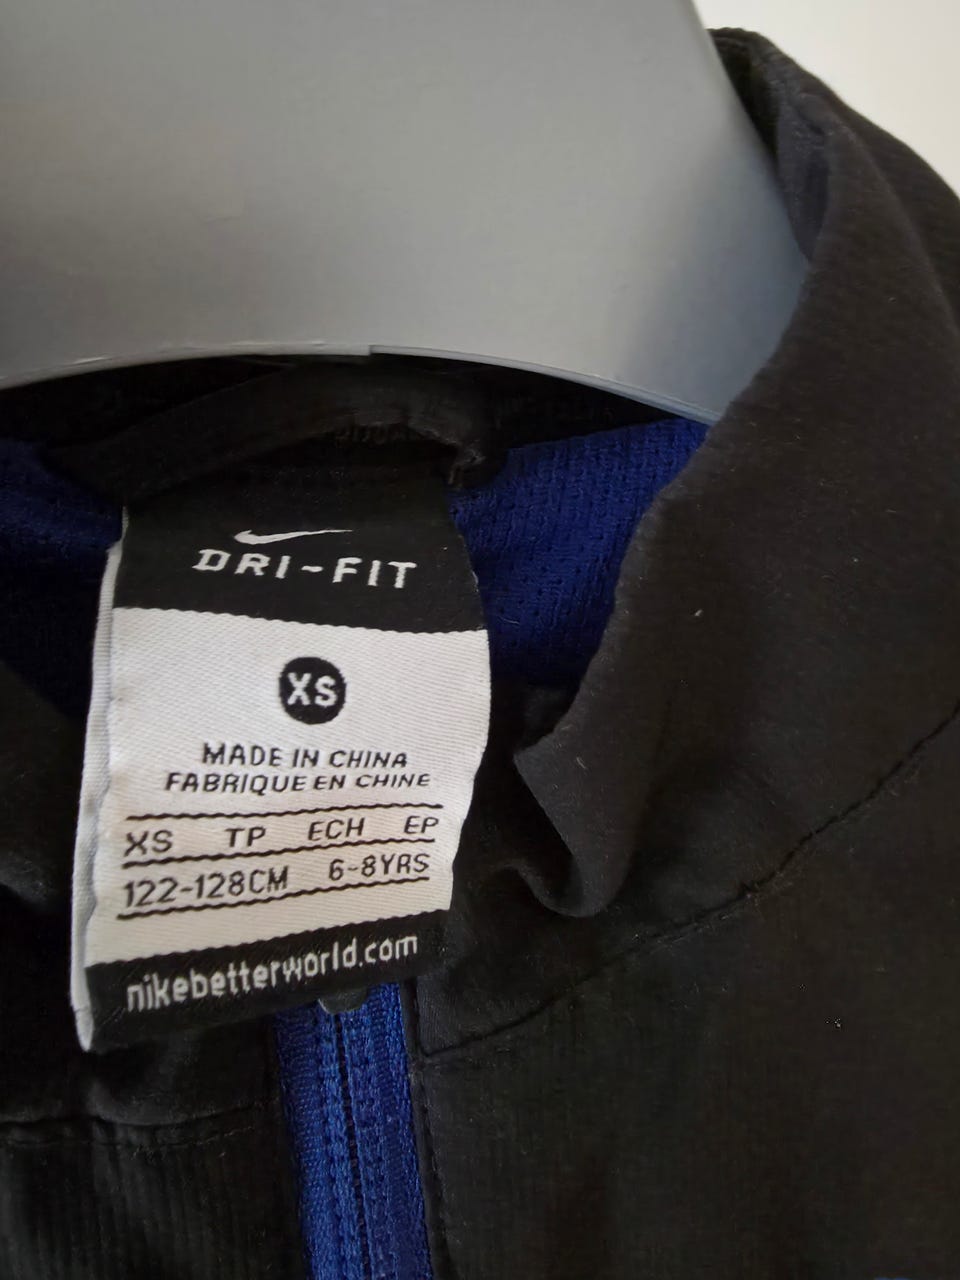 DRI-FIT
XS
MADE IN CHINA
FABRIQUE EN CHINE
XS TP ECH EP
122-128CM 6-8YRS
nikebetterworld.com